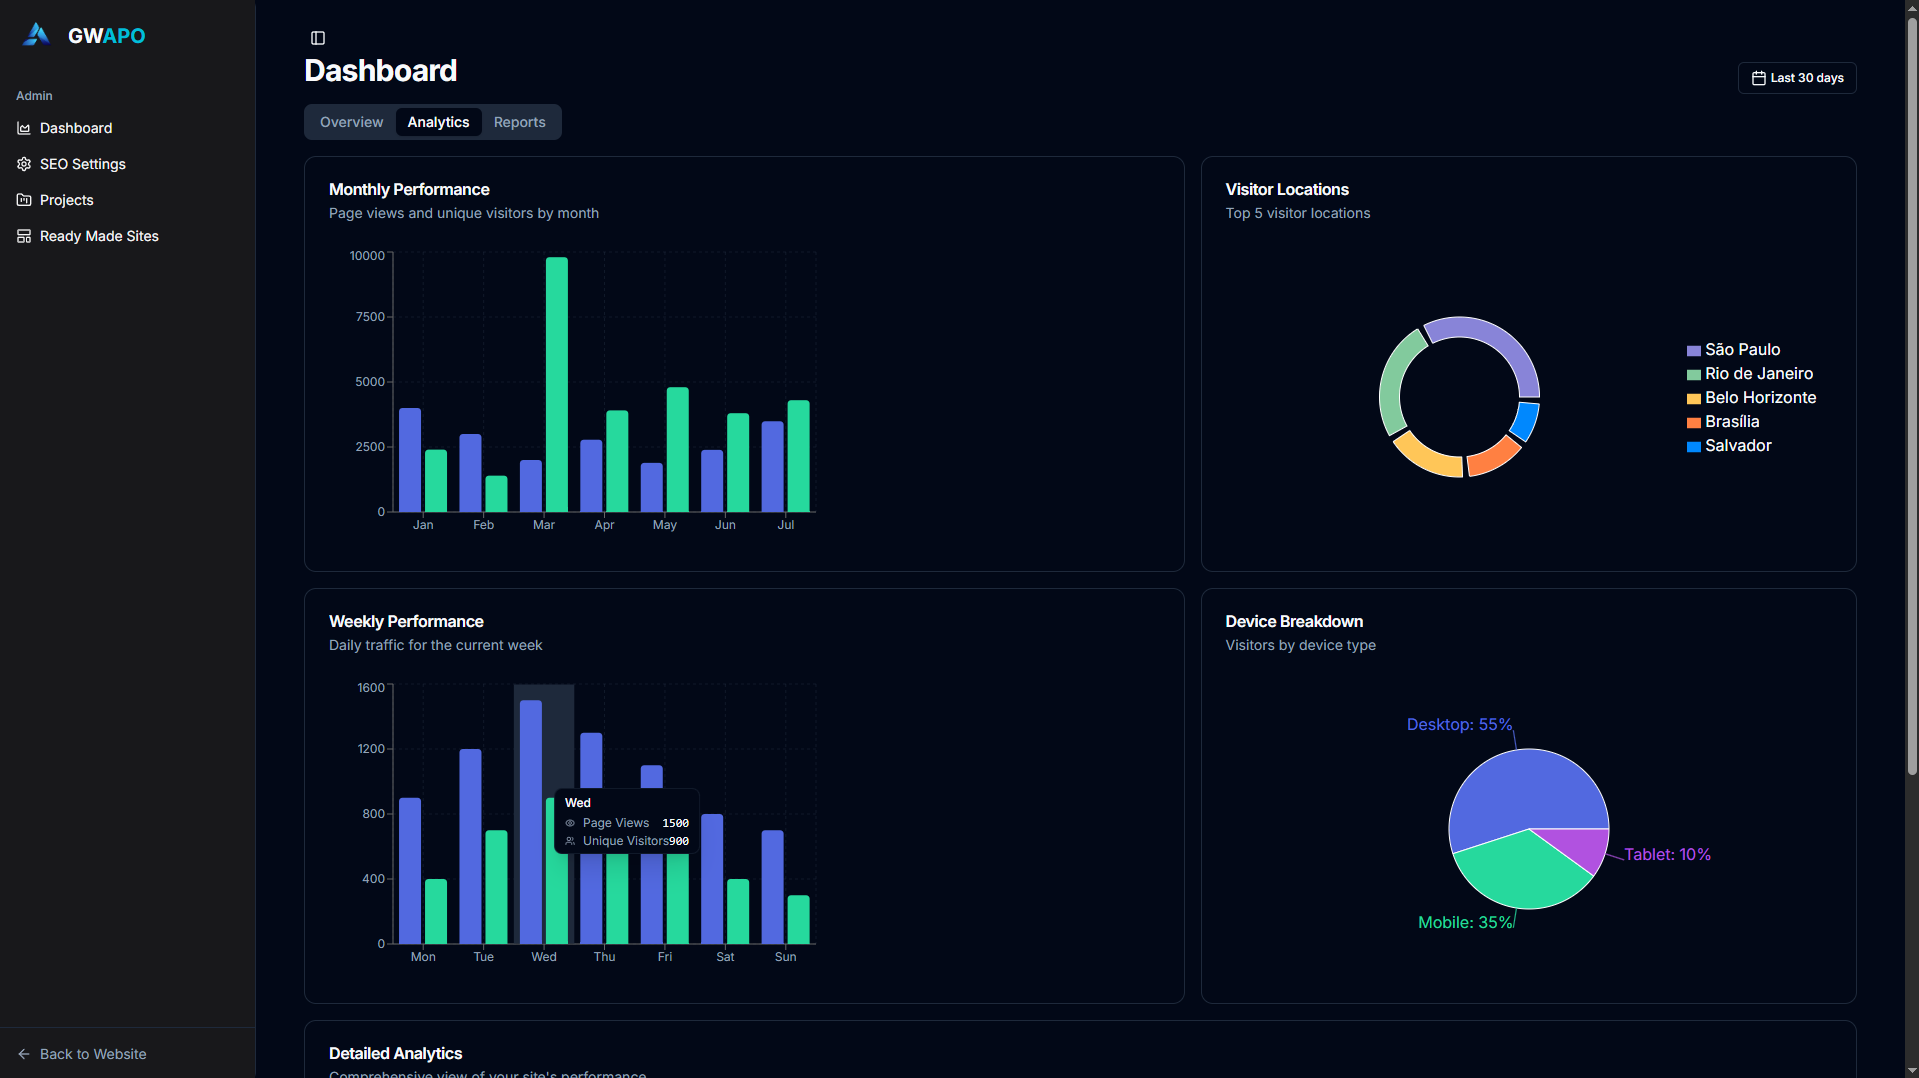 GWAPO
Admin
Dashboard
SEO Settings
Projects
Ready Made Sites
Back to Website
Dashboard
Last 30 days
Overview
Analytics
Reports
Monthly Performance
Page views and unique visitors by month
10000
7500
5000
2500
0
Jan
Feb
Mar
Apr
May
Jun
Jul
Visitor Locations
Top 5 visitor locations
São Paulo
Rio de Janeiro
Belo Horizonte
Brasília
Salvador
Weekly Performance
Daily traffic for the current week
1600
1200
800
400
0
Wed
Page Views 1500
Unique Visitors 900
Mon
Tue
Wed
Thu
Fri
Sat
Sun
Device Breakdown
Visitors by device type
Desktop: 55%
Tablet: 10%
Mobile: 35%
Detailed Analytics
Comprehensive view of your site's performance